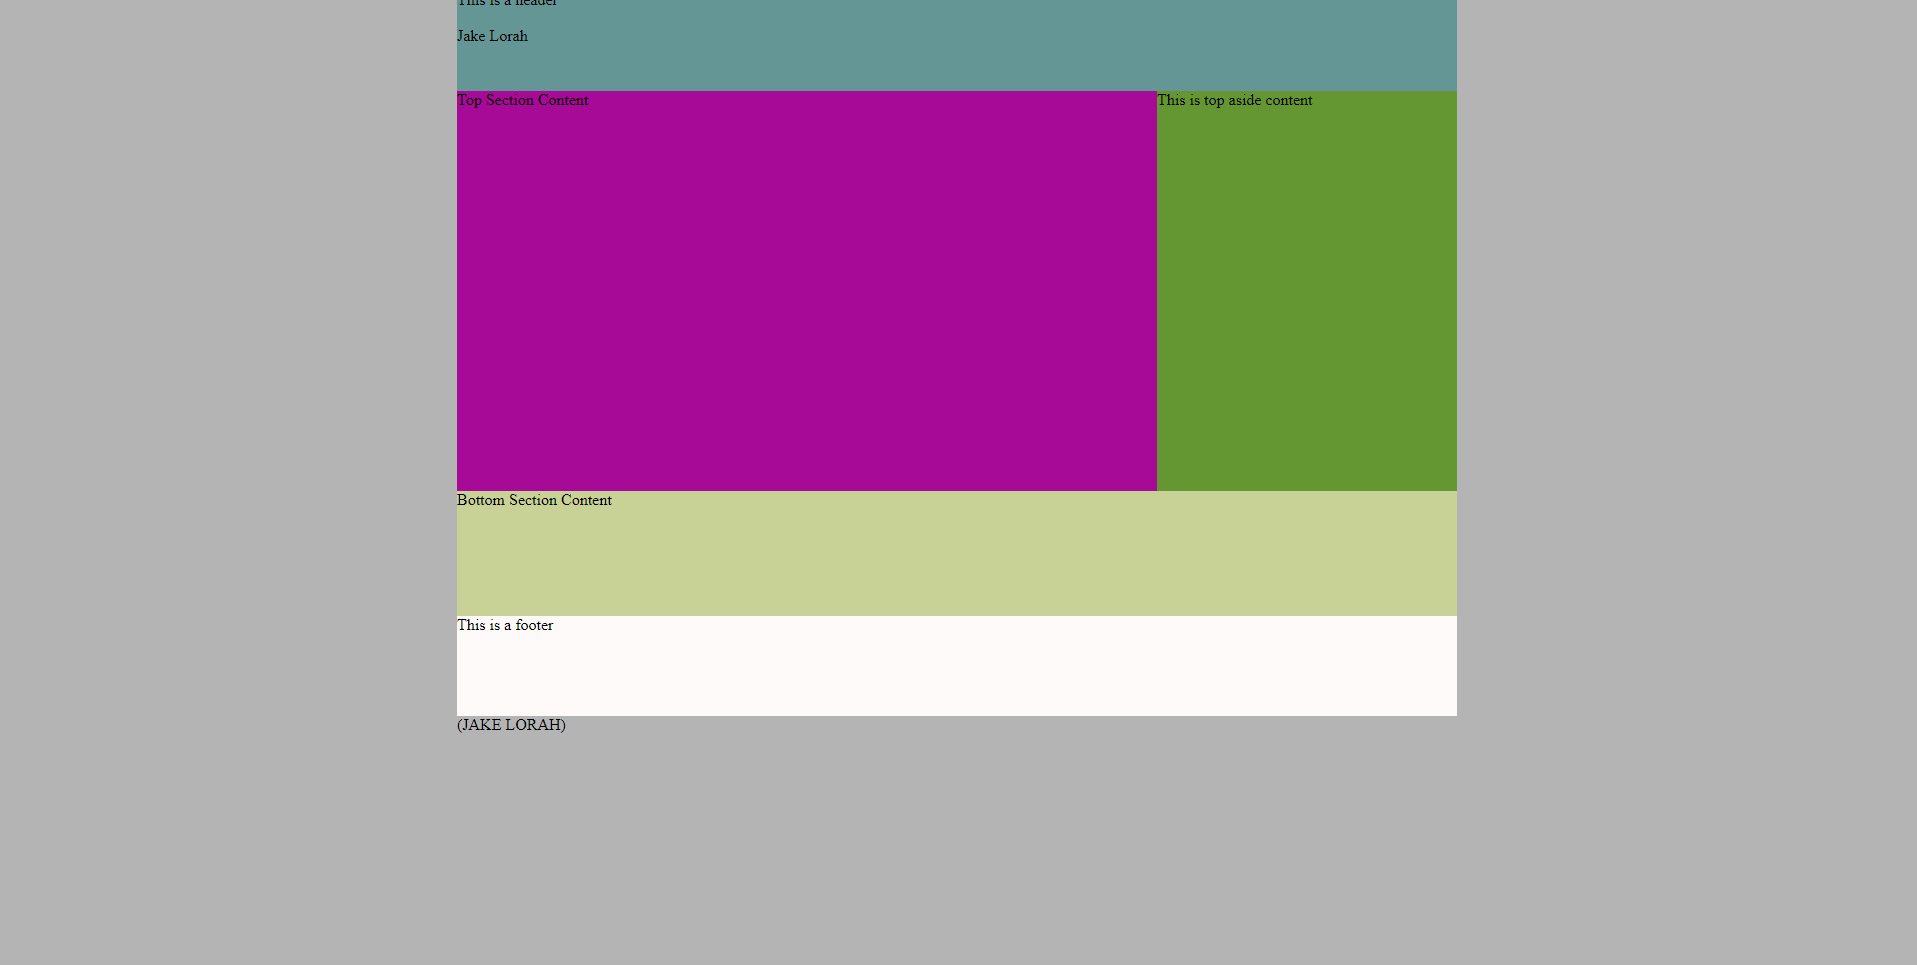 This is a header
Jake Lorah
Top Section Content
This is top aside content
Bottom Section Content
This is a footer
(JAKE LORAH)